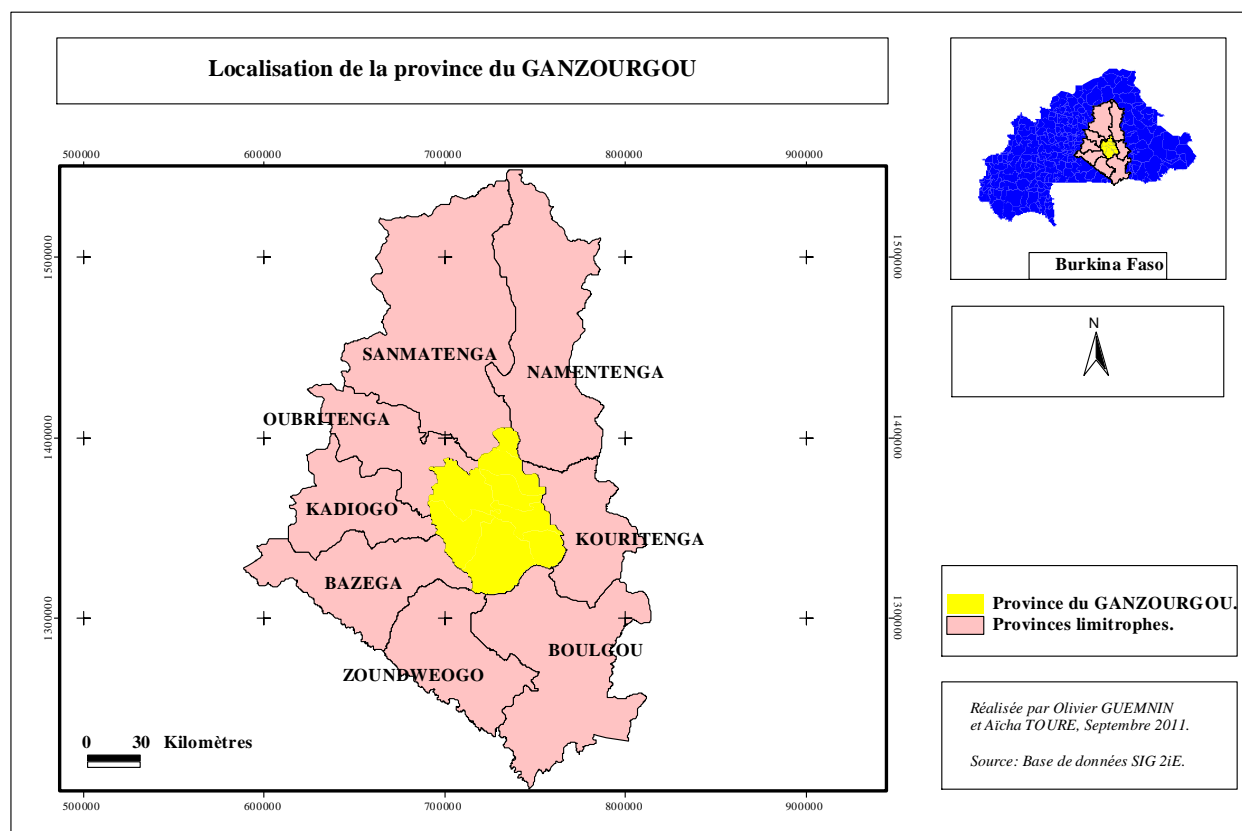 Localisation de la province du GANZOURGOU
500000 600000 700000 800000 900000
1500000 1500000
SANMATENGA
NAMENTENGA
OUBRITENGA
1400000 1400000
KADIOGO
KOURITENGA
BAZEGA
1300000 1300000
BOULGOU
ZOUNDWEOGO
0 30 Kilomètres
500000 600000 700000 800000 900000
Burkina Faso
N
Province du GANZOURGOU.
Provinces limitrophes.
Réalisée par Olivier GUEMNIN
et Aïcha TOURE, Septembre 2011.
Source: Base de données SIG 2iE.